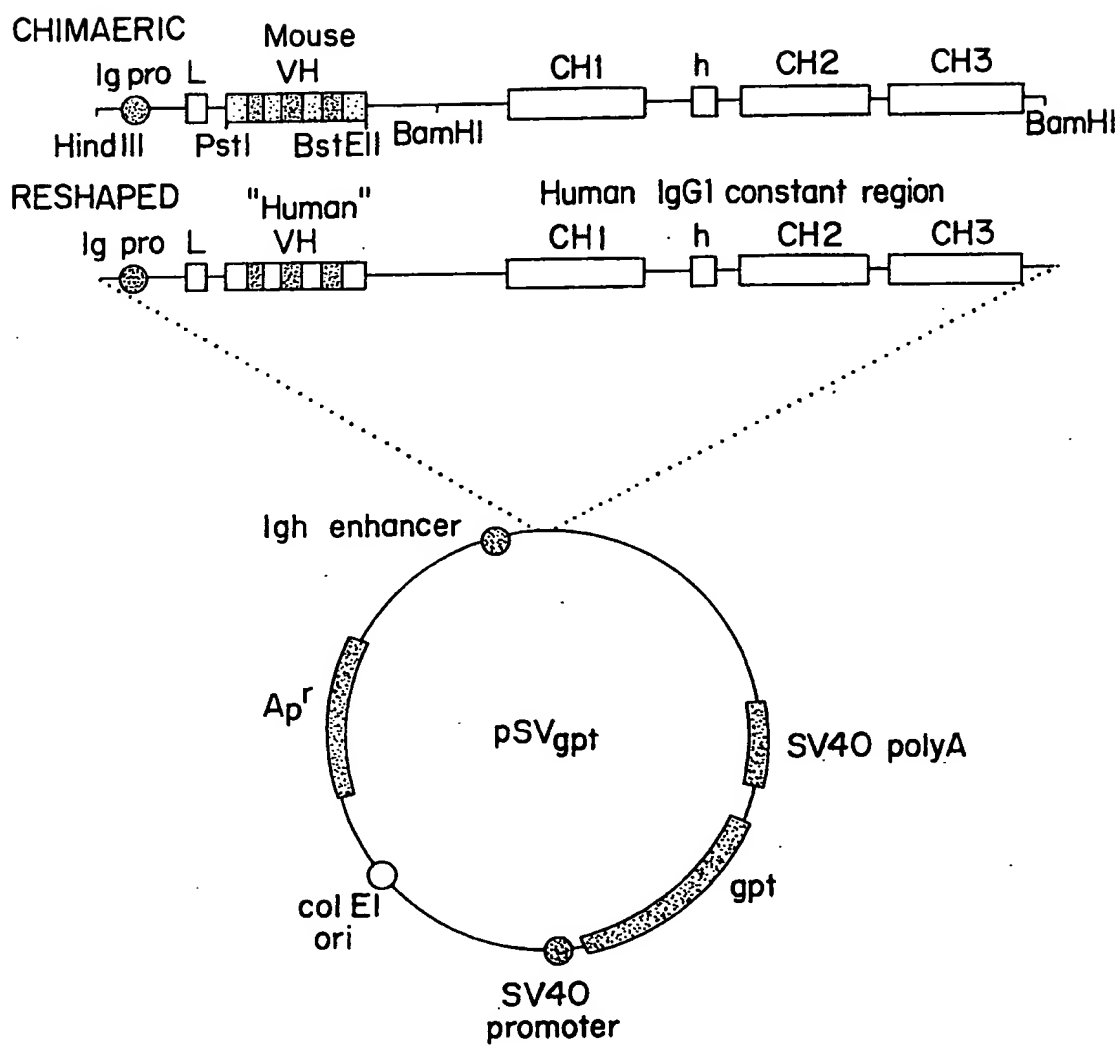 CHIMAERIC
Mouse
Ig pro L VH CH1 h CH2 CH3
HindIII PstI BstEII BamHI BamHI
RESHAPED
"Human" Human IgG1 constant region
Ig pro L VH CH1 h CH2 CH3
Igh enhancer
Ap^r
pSVgpt
SV40 polyA
gpt
col EI
ori
SV40
promoter